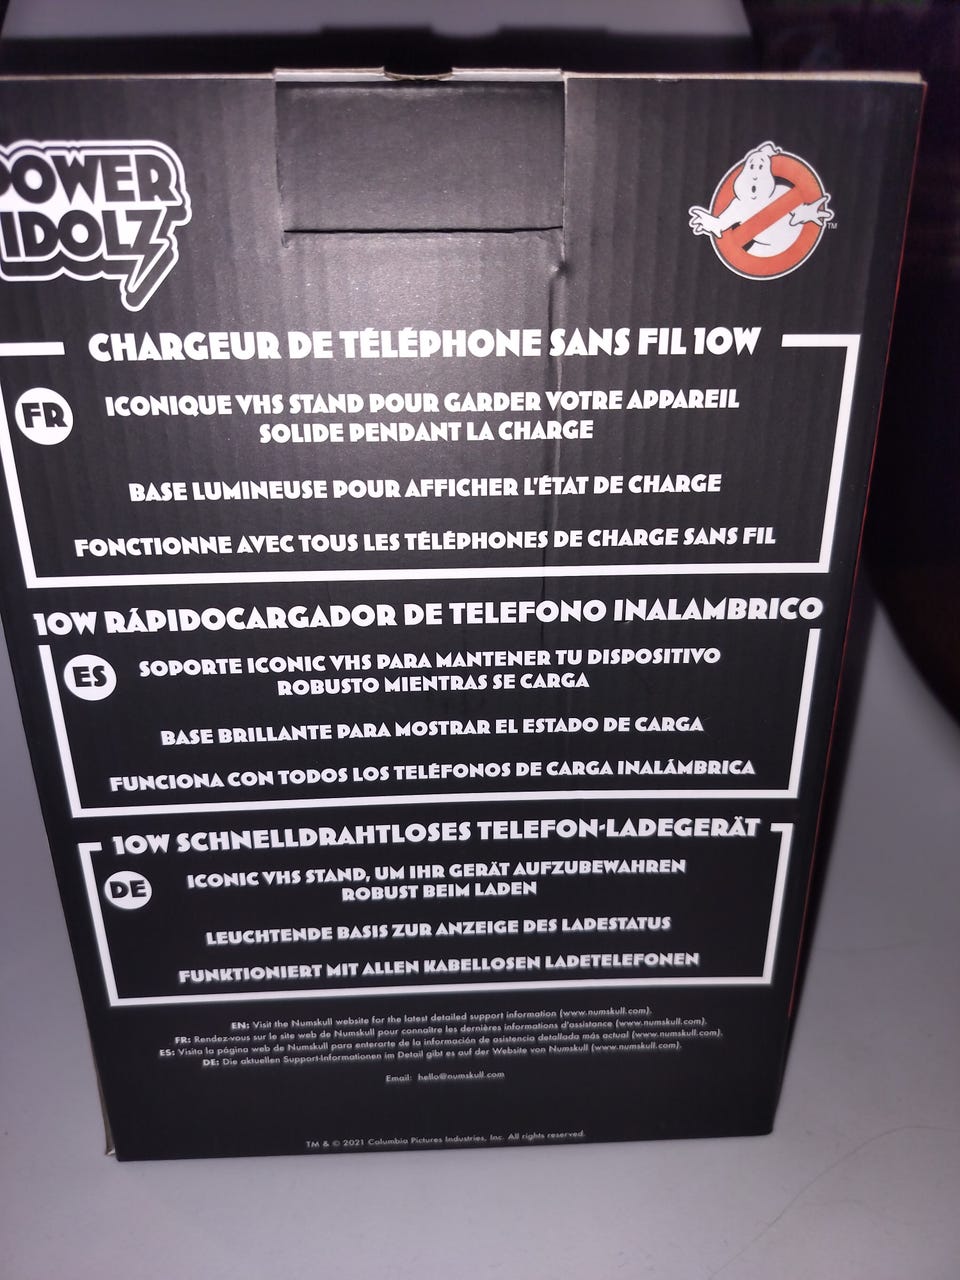 POWER
IDOLZ
TM
CHARGEUR DE TÉLÉPHONE SANS FIL 10W
FR
ICONIQUE VHS STAND POUR GARDER VOTRE APPAREIL
SOLIDE PENDANT LA CHARGE
BASE LUMINEUSE POUR AFFICHER L'ÉTAT DE CHARGE
FONCTIONNE AVEC TOUS LES TÉLÉPHONES DE CHARGE SANS FIL
10W RÁPIDOCARGADOR DE TELEFONO INALAMBRICO
ES
SOPORTE ICONIC VHS PARA MANTENER TU DISPOSITIVO
ROBUSTO MIENTRAS SE CARGA
BASE BRILLANTE PARA MOSTRAR EL ESTADO DE CARGA
FUNCIONA CON TODOS LOS TELÉFONOS DE CARGA INALÁMBRICA
10W SCHNELLDRAHTLOSES TELEFON-LADEGERÄT
DE
ICONIC VHS STAND, UM IHR GERÄT AUFZUBEWAHREN
ROBUST BEIM LADEN
LEUCHTENDE BASIS ZUR ANZEIGE DES LADESTATUS
FUNKTIONIERT MIT ALLEN KABELLOSEN LADETELEFONEN
EN: Visit the Numskull website for the latest detailed support information (www.numskull.com).
FR: Rendez-vous sur le site web de Numskull pour connaître les dernières informations d'assistance (www.numskull.com).
ES: Visita la página web de Numskull para enterarte de la información de asistencia detallada más actual (www.numskull.com).
DE: Die aktuellen Support-Informationen im Detail gibt es auf der Website von Numskull (www.numskull.com).
Email: hello@numskull.com
TM & © 2021 Columbia Pictures Industries, Inc. All rights reserved.